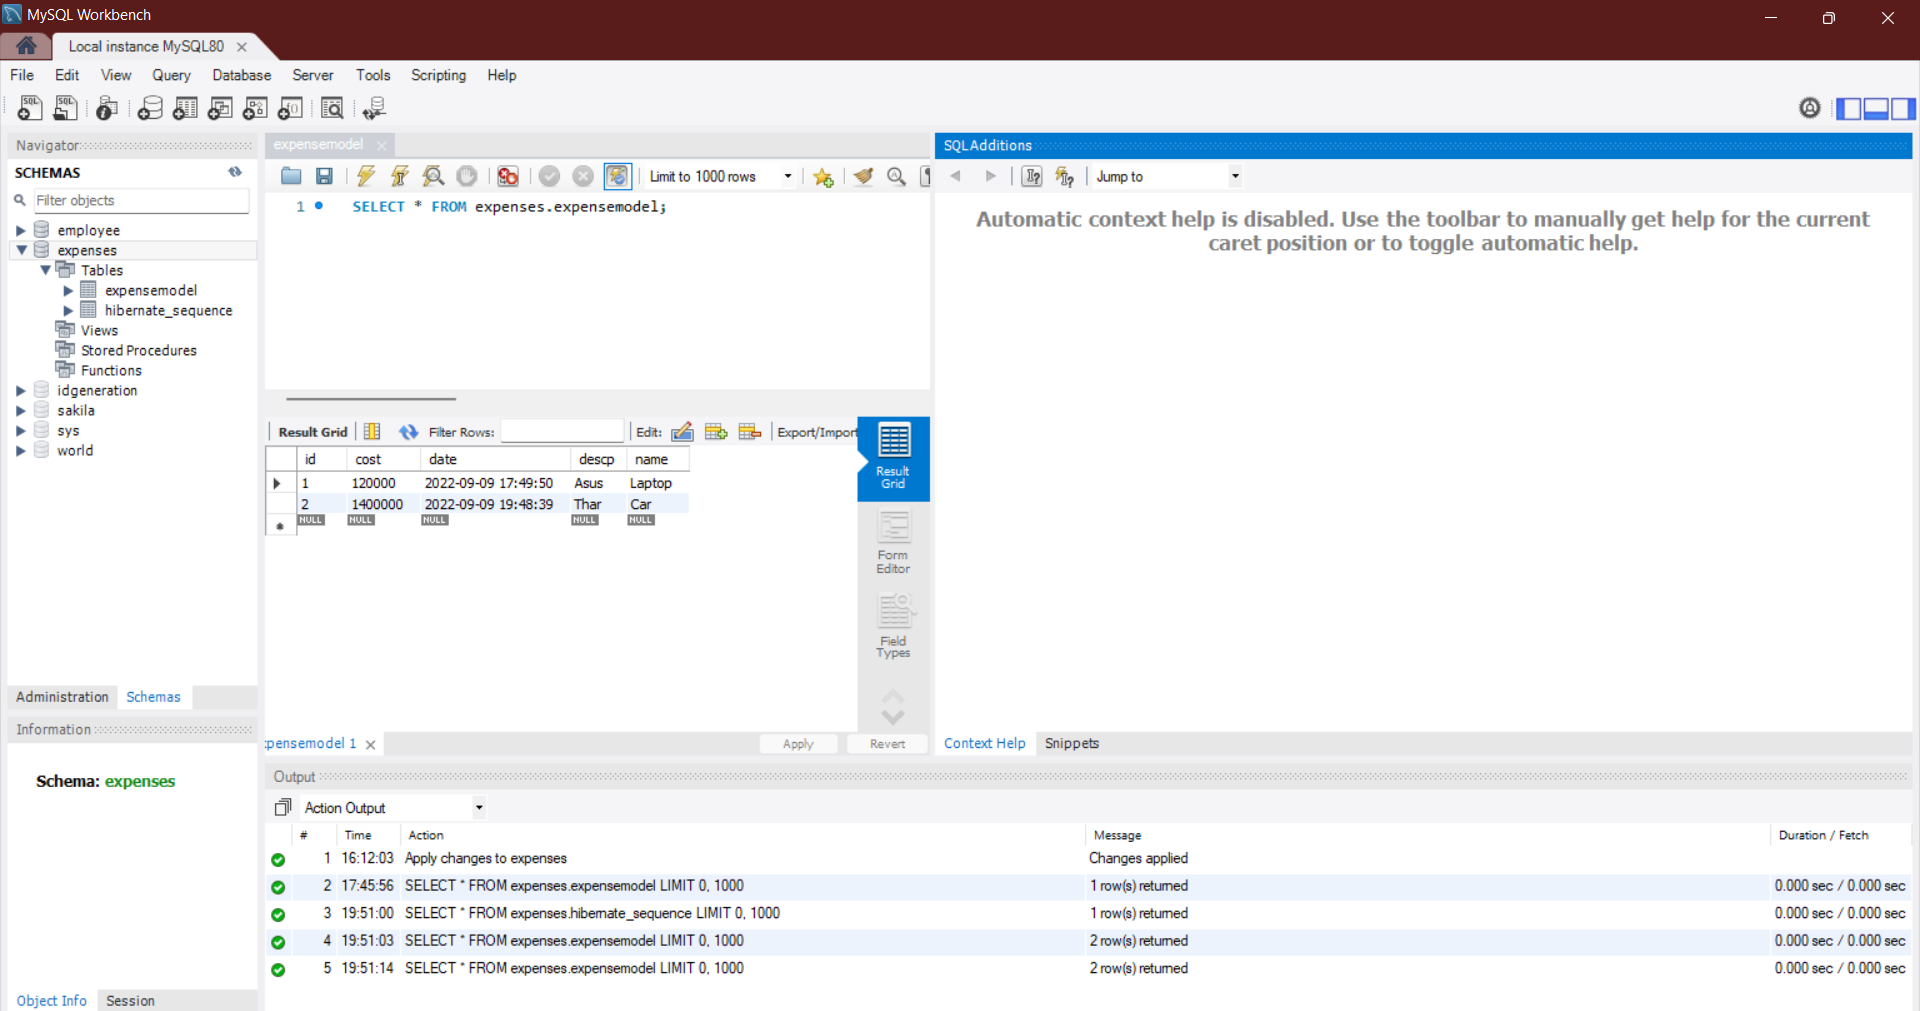 MySQL Workbench
Local instance MySQL80
File Edit View Query Database Server Tools Scripting Help
Navigator
SCHEMAS
Filter objects
employee
expenses
Tables
expensemodel
hibernate_sequence
Views
Stored Procedures
Functions
idgeneration
sakila
sys
world
Administration Schemas
Information
Schema: expenses
Object Info Session
expensemodel
Limit to 1000 rows
1 SELECT * FROM expenses.expensemodel;
Result Grid Filter Rows: Edit: Export/Import
id cost date descp name
1 120000 2022-09-09 17:49:50 Asus Laptop
2 1400000 2022-09-09 19:48:39 Thar Car
NULL NULL NULL NULL NULL
Result
Grid
Form
Editor
Field
Types
pensemodel 1
Apply Revert
SQLAdditions
Jump to
Automatic context help is disabled. Use the toolbar to manually get help for the current
caret position or to toggle automatic help.
Context Help Snippets
Output
Action Output
# Time Action Message Duration / Fetch
1 16:12:03 Apply changes to expenses Changes applied
2 17:45:56 SELECT * FROM expenses.expensemodel LIMIT 0, 1000 1 row(s) returned 0.000 sec / 0.000 sec
3 19:51:00 SELECT * FROM expenses.hibernate_sequence LIMIT 0, 1000 1 row(s) returned 0.000 sec / 0.000 sec
4 19:51:03 SELECT * FROM expenses.expensemodel LIMIT 0, 1000 2 row(s) returned 0.000 sec / 0.000 sec
5 19:51:14 SELECT * FROM expenses.expensemodel LIMIT 0, 1000 2 row(s) returned 0.000 sec / 0.000 sec